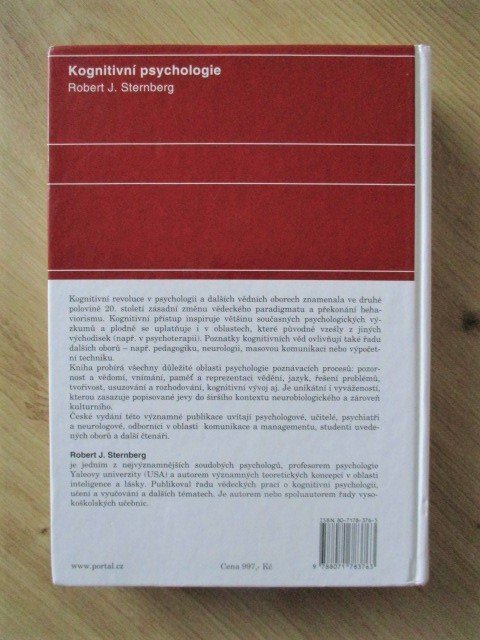 Kognitivní psychologie
Robert J. Sternberg
Kognitivní revoluce v psychologii a dalších vědních oborech znamenala ve druhé
polovině 20. století zásadní změnu vědeckého paradigmatu a překonání beha-
viorismu. Kognitivní přístup inspiruje většinu současných psychologických vý-
zkumů a plodně se uplatňuje i v oblastech, které původně vzešly z jiných
východisek (např. v psychoterapii). Poznatky kognitivních věd ovlivňují také řadu
dalších oborů – např. pedagogiku, neurologii, masovou komunikaci nebo výpočet-
ní techniku.
Kniha probírá všechny důležité oblasti psychologie poznávacích procesů: pozor-
nost a vědomí, vnímání, paměť a reprezentaci vědění, jazyk, řešení problémů,
tvořivost, usuzování a rozhodování, kognitivní vývoj aj. Je unikátní i vyvážeností,
kterou zasazuje popisované jevy do širšího kontextu neurobiologického a zároveň
kulturního.
České vydání této významné publikace uvítají psychologové, učitelé, psychiatři
a neurologové, odborníci v oblasti komunikace a managementu, studenti uvede-
ných oborů a další čtenáři.
Robert J. Sternberg
je jedním z nejvýznamnějších soudobých psychologů, profesorem psychologie
Yaleovy univerzity (USA) a autorem významných teoretických koncepcí v oblasti
inteligence a lásky. Publikoval řadu vědeckých prací o kognitivní psychologii,
učení a vyučování a dalších tématech. Je autorem nebo spoluautorem řady vyso-
koškolských učebnic.
ISBN 80-7178-376-5
9 788071 783763
www.portal.cz
Cena 997,- Kč